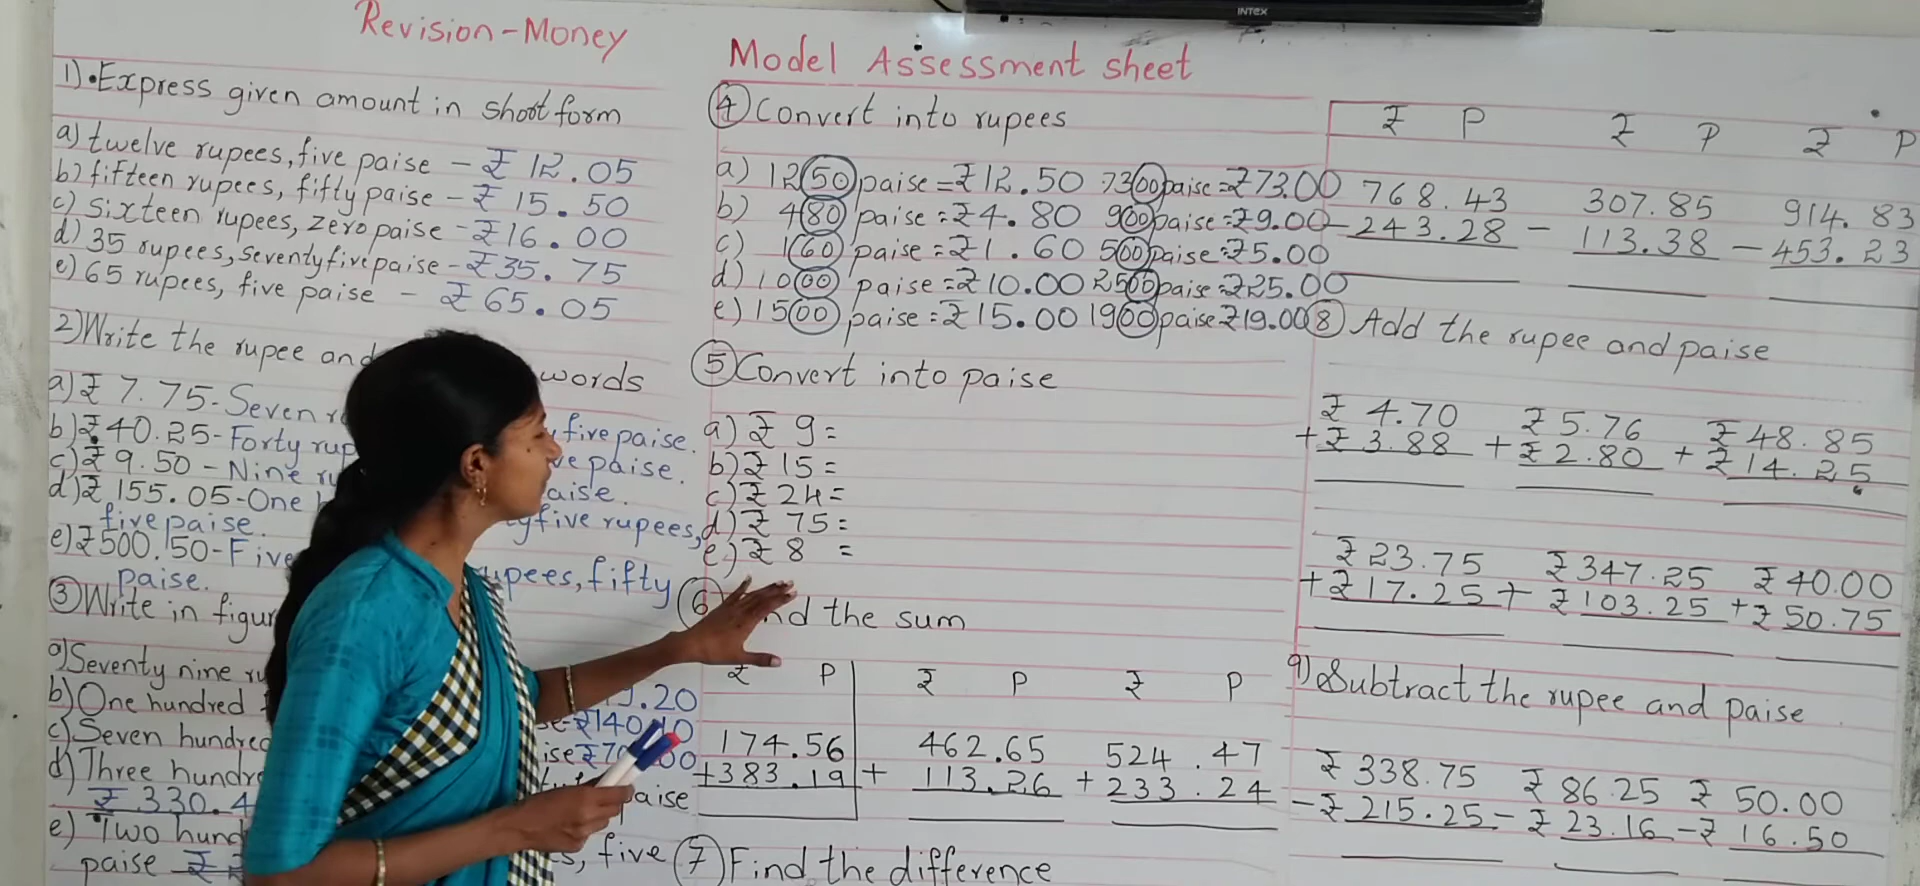 INTEX
Revision-Money
Model Assessment sheet
1) Express given amount in short form
a) twelve rupees, five paise - ₹ 12.05
b) fifteen rupees, fifty paise - ₹ 15.50
c) Sixteen rupees, zero paise - ₹16.00
d) 35 rupees, seventyfive paise - ₹35.75
e) 65 rupees, five paise - ₹ 65.05
2) Write the rupee and words
a) ₹ 7.75 - Seven five paise.
b) ₹ 40.25 - Forty paise.
c) ₹ 9.50 - Nine
d) ₹ 155.05 - One five rupees,
five paise.
e) ₹500.50 - Five fifty
paise.
③ Write in
a) Seventy nine .20
b) One hundred ₹140.10
c) Seven
d) Three paise
₹ 330.4
e) Two five
paise
④ Convert into rupees
a) 1250 paise = ₹12.50 7300 paise = ₹73.00
b) 480 paise = ₹4.80 900 paise = ₹9.00
c) 160 paise = ₹1.60 500 paise = ₹5.00
d) 1000 paise = ₹10.00 2500 paise = ₹25.00
e) 1500 paise = ₹15.00 1900 paise ₹19.00
⑤ Convert into paise
a) ₹ 9 =
b) ₹ 15 =
c) ₹ 24 =
d) ₹ 75 =
e) ₹ 8 =
⑥ the sum
₹ P ₹ P ₹ P
174.56 462.65 524.47
+383.19 + 113.26 + 233.24
⑦ Find the difference
₹ P ₹ P ₹ P
768.43 307.85 914.83
- 243.28 - 113.38 - 453.23
⑧ Add the rupee and paise
₹ 4.70 ₹ 5.76 ₹ 48.85
+ ₹ 3.88 + ₹ 2.80 + ₹ 14.25
₹ 23.75 ₹ 347.25 ₹ 40.00
+ ₹ 17.25 + ₹ 103.25 + ₹ 50.75
9) Subtract the rupee and paise
₹ 338.75 ₹ 86.25 ₹ 50.00
- ₹ 215.25 - ₹ 23.16 - ₹ 16.50